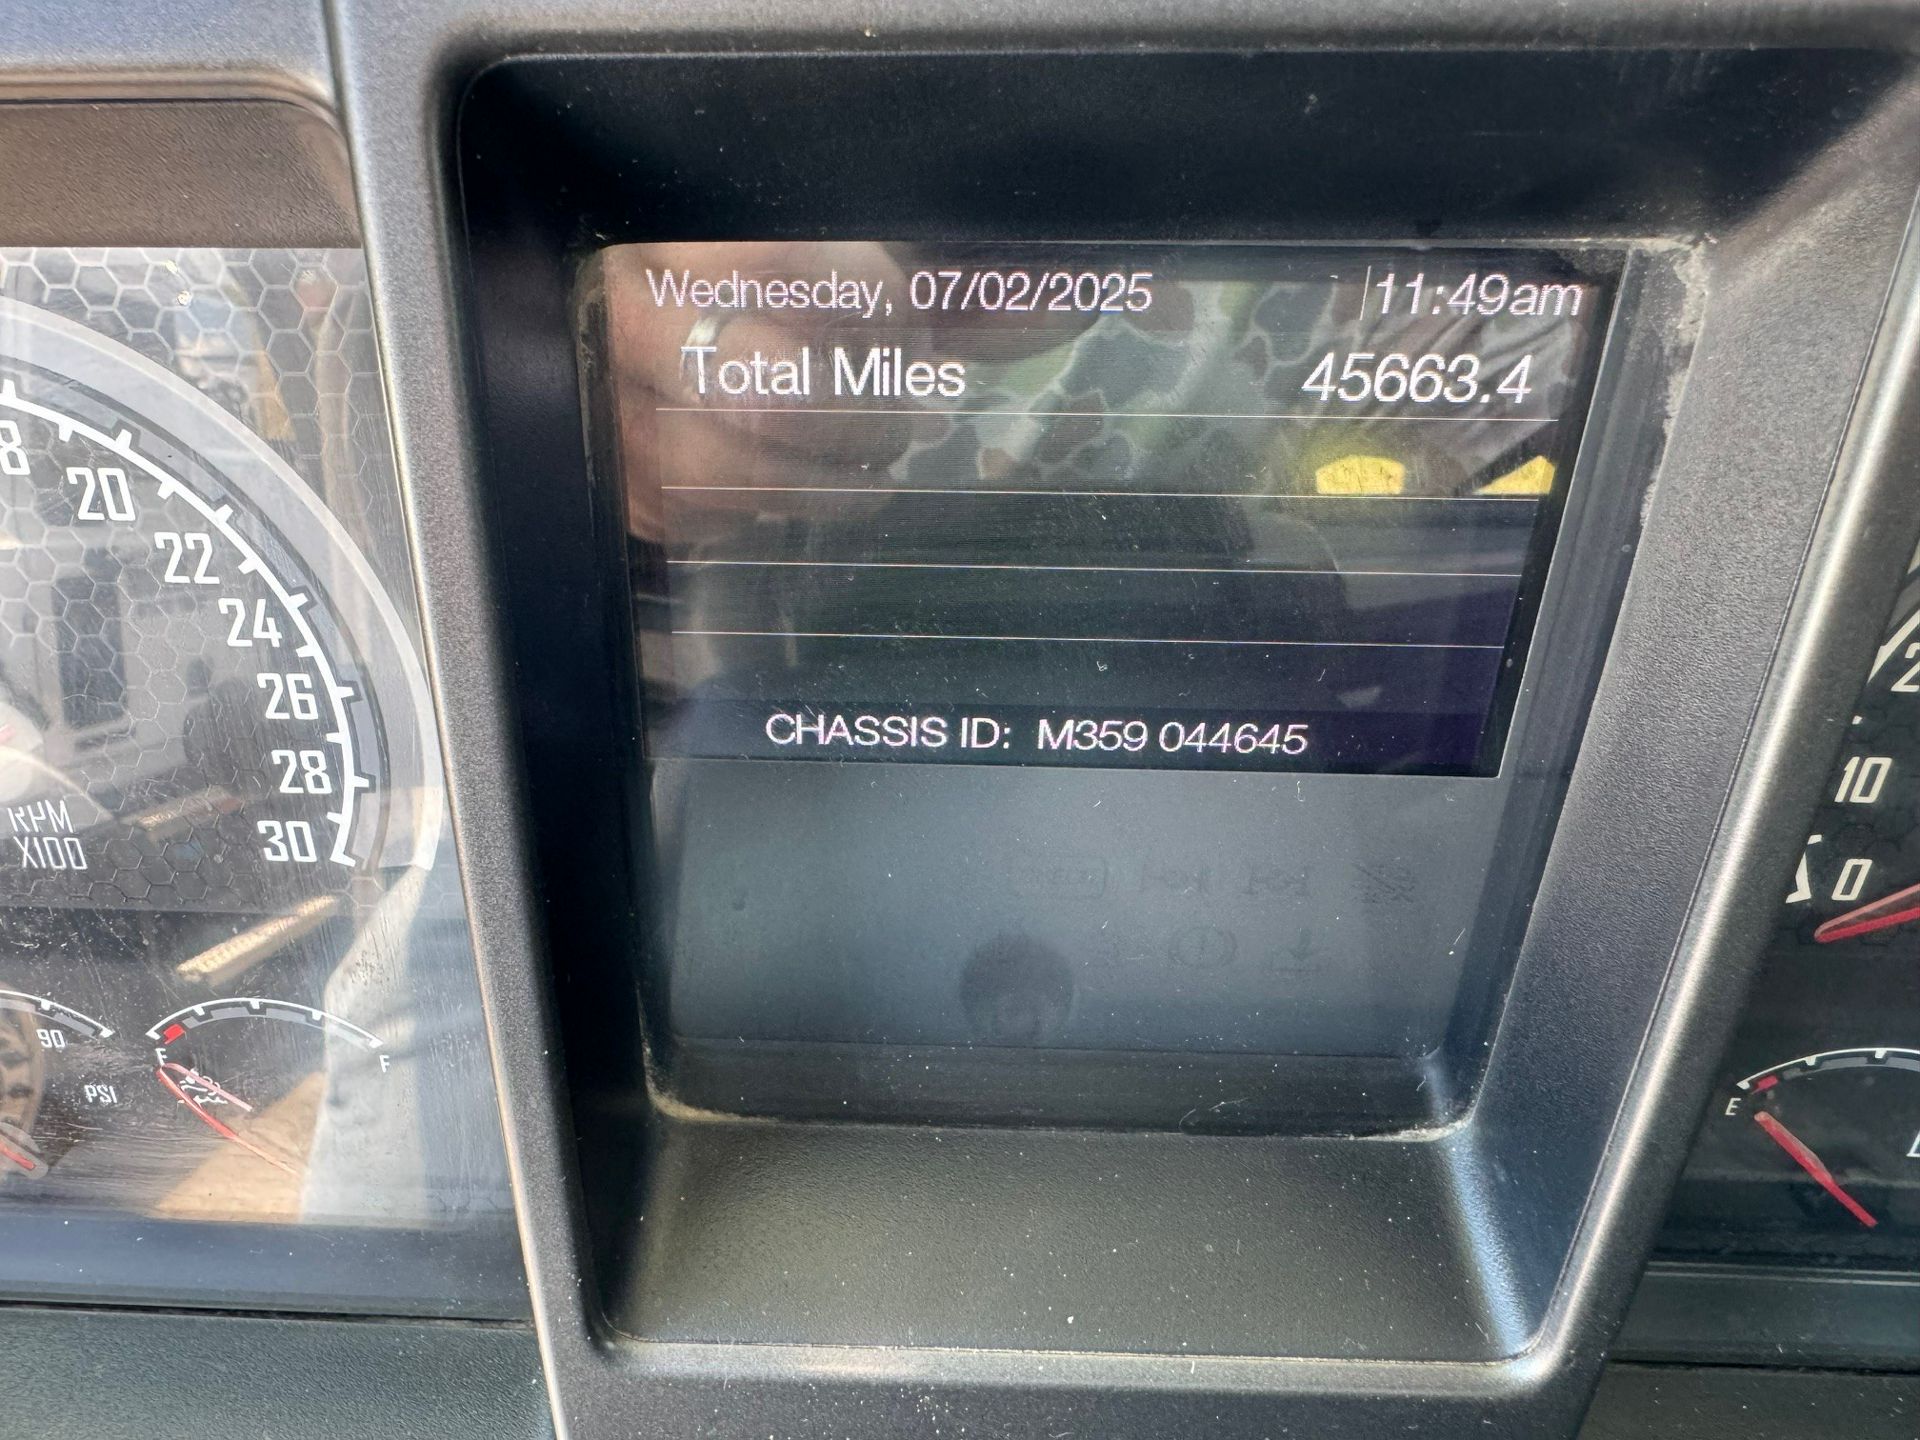 Wednesday, 07/02/2025 11:49am
Total Miles 45663.4
CHASSIS ID: M359 044645
20
22
24
26
28
30
RPM
X100
90
PSI
F
10
0
E